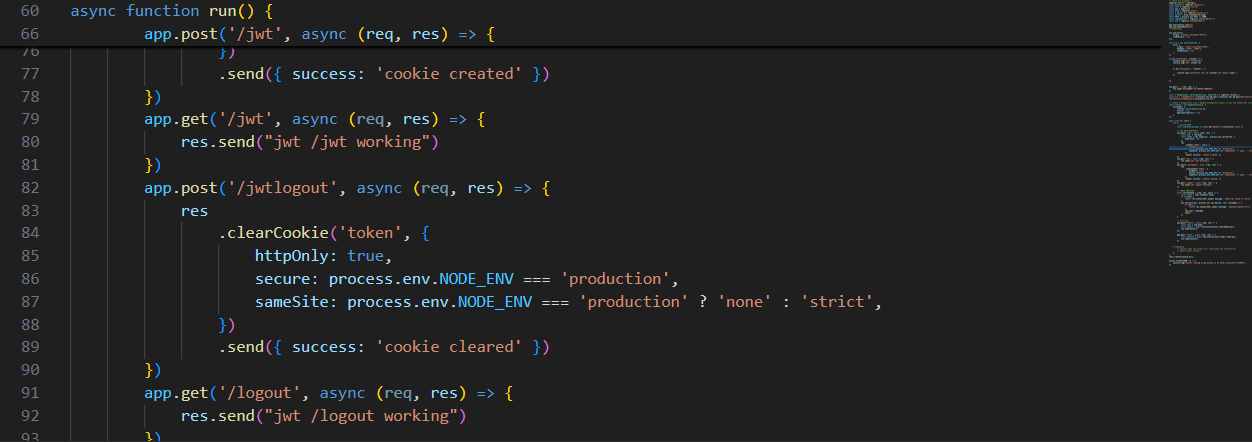 60 async function run() {
66 app.post('/jwt', async (req, res) => {
76 })
77 .send({ success: 'cookie created' })
78 })
79 app.get('/jwt', async (req, res) => {
80 res.send("jwt /jwt working")
81 })
82 app.post('/jwtlogout', async (req, res) => {
83 res
84 .clearCookie('token', {
85 httpOnly: true,
86 secure: process.env.NODE_ENV === 'production',
87 sameSite: process.env.NODE_ENV === 'production' ? 'none' : 'strict',
88 })
89 .send({ success: 'cookie cleared' })
90 })
91 app.get('/logout', async (req, res) => {
92 res.send("jwt /logout working")
93 })